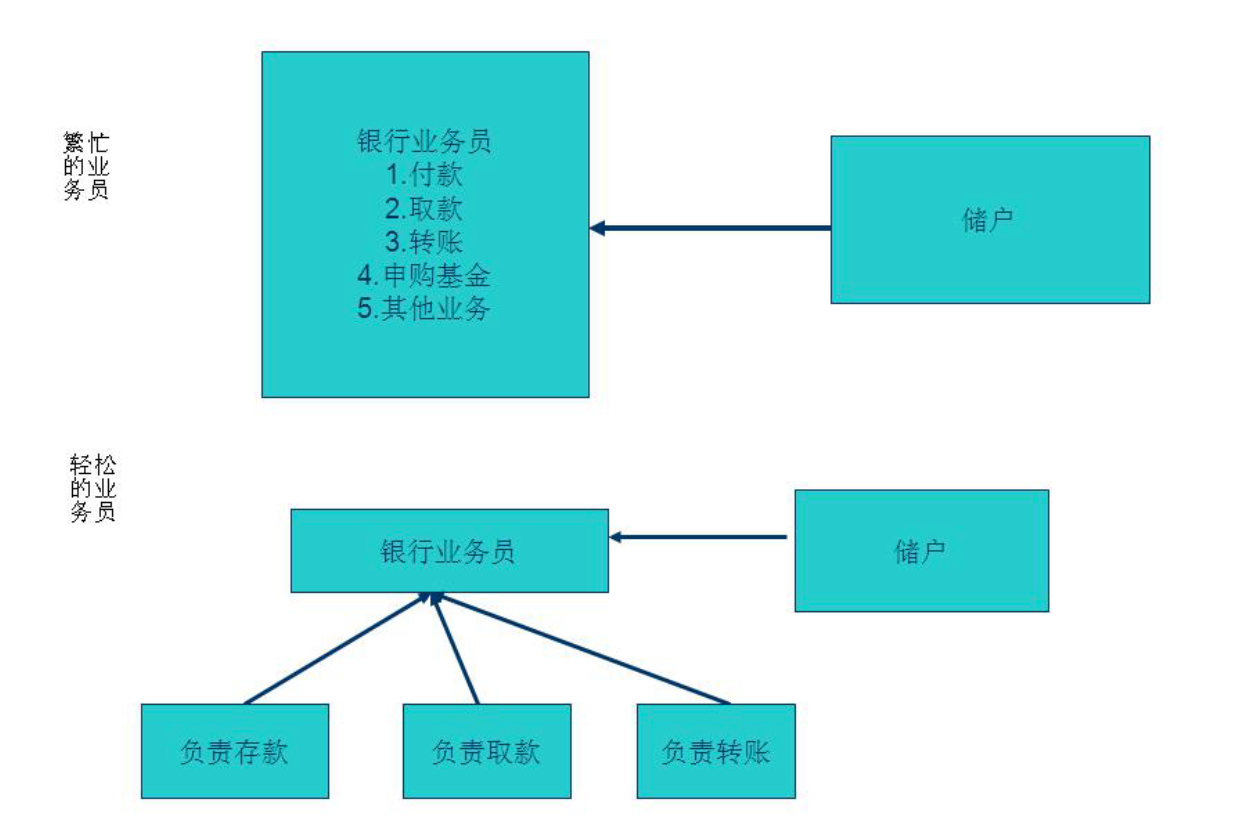 繁忙
的业
务员
银行业务员
1.付款
2.取款
3.转账
4.申购基金
5.其他业务
储户
轻松
的业
务员
银行业务员
储户
负责存款
负责取款
负责转账